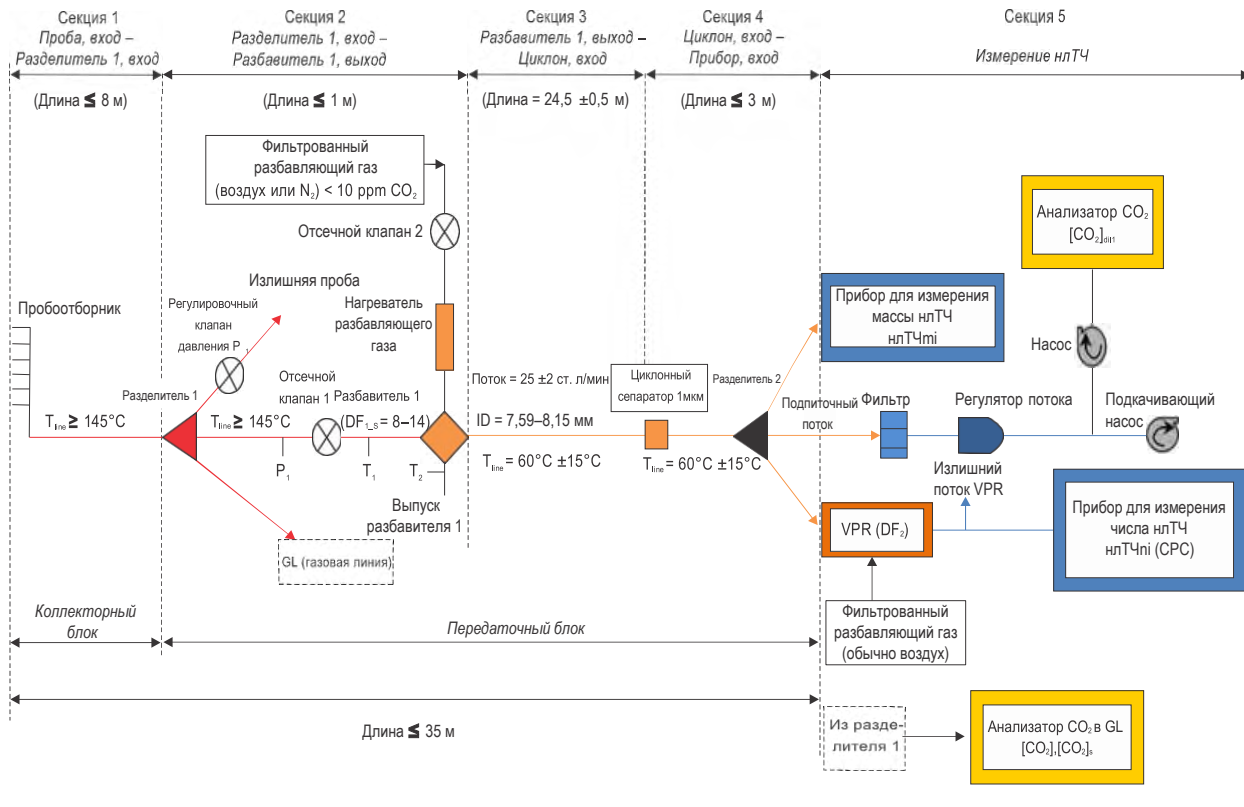 Секция 1
Проба, вход –
Разделитель 1, вход
(Длина ≤ 8 м)
Секция 2
Разделитель 1, вход –
Разбавитель 1, выход
(Длина ≤ 1 м)
Секция 3
Разбавитель 1, выход –
Циклон, вход
(Длина = 24,5 ±0,5 м)
Секция 4
Циклон, вход –
Прибор, вход
(Длина ≤ 3 м)
Секция 5
Измерение нлТЧ
Фильтрованный
разбавляющий газ
(воздух или N₂) < 10 ppm CO₂
Отсечной клапан 2
Излишняя проба
Регулировочный
клапан
давления P₁
Нагреватель
разбавляющего
газа
Пробоотборник
Разделитель 1
Tline ≥ 145°C
Tline ≥ 145°C
Отсечной
клапан 1
Разбавитель 1
(DF1_S = 8–14)
P₁
T₁
T₂
Выпуск
разбавителя 1
GL (газовая линия)
Поток = 25 ±2 ст. л/мин
ID = 7,59–8,15 мм
Tline = 60°C ±15°C
Циклонный
сепаратор 1мкм
Tline = 60°C ±15°C
Разделитель 2
Прибор для измерения
массы нлТЧ
нлТЧmi
Анализатор CO₂
[CO₂]dil1
Насос
Подпиточный
поток
Фильтр
Регулятор потока
Подкачивающий
насос
Излишний
поток VPR
VPR (DF₂)
Прибор для измерения
числа нлТЧ
нлТЧni (CPC)
Фильтрованный
разбавляющий газ
(обычно воздух)
Коллекторный
блок
Передаточный блок
Длина ≤ 35 м
Из разде-
лителя 1
Анализатор CO₂ в GL
[CO₂],[CO₂]s